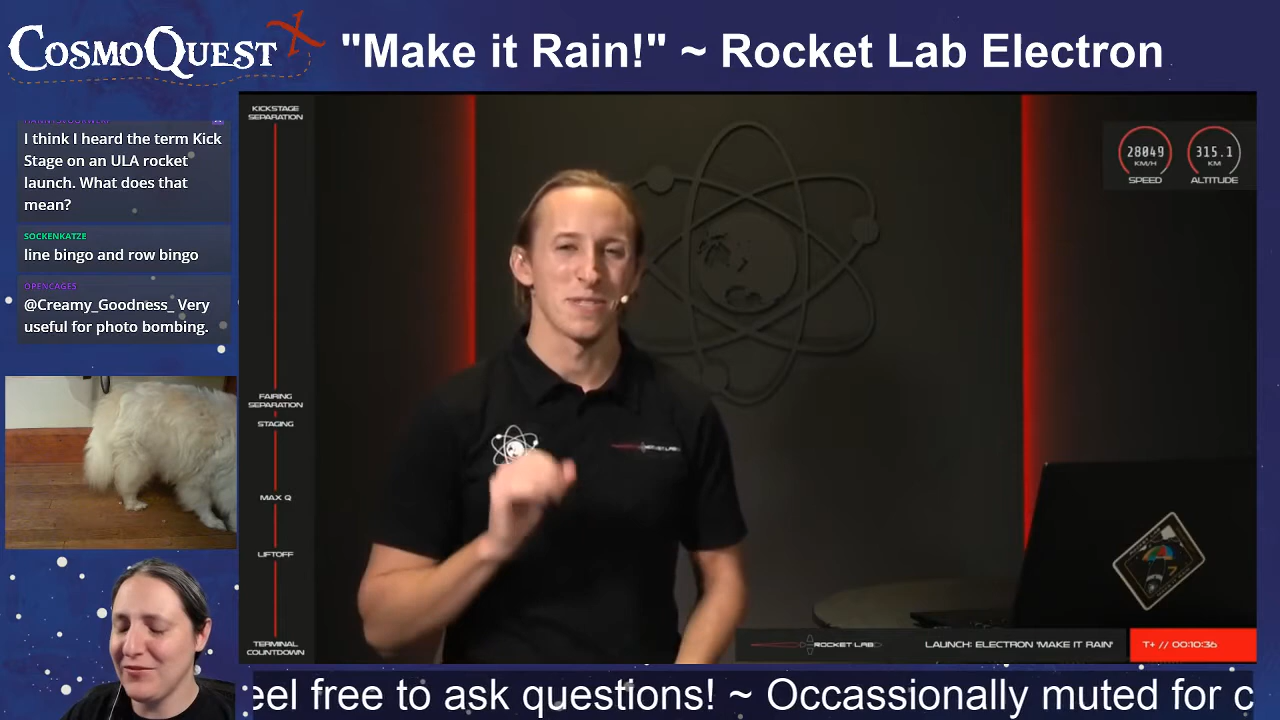 COSMOQUEST X
"Make it Rain!" ~ Rocket Lab Electron
I think I heard the term Kick
Stage on an ULA rocket
launch. What does that
mean?
SOCKENKATZE
line bingo and row bingo
OPENCAGES
@Creamy_Goodness_ Very
useful for photo bombing.
KICKSTAGE
SEPARATION
FAIRING
SEPARATION
STAGING
MAX Q
LIFTOFF
TERMINAL
COUNTDOWN
28049
KM/H
SPEED
315.1
KM
ALTITUDE
ROCKET LAB
LAUNCH: ELECTRON 'MAKE IT RAIN'
T+ // 00:10:36
eel free to ask questions! ~ Occassionally muted for c